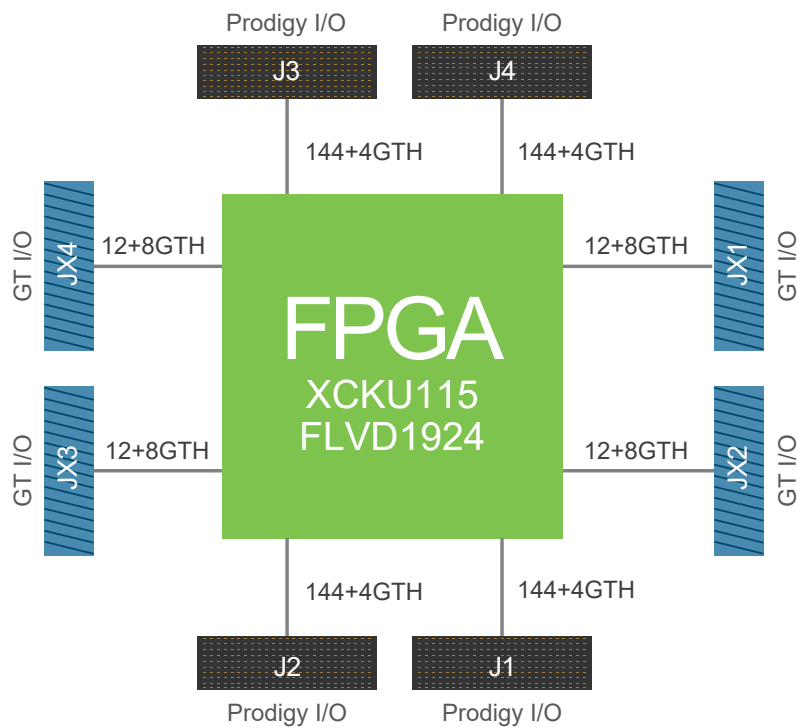 Prodigy I/O
Prodigy I/O
J3
J4
144+4GTH
144+4GTH
GT I/O
JX4
12+8GTH
12+8GTH
JX1
GT I/O
FPGA
XCKU115
FLVD1924
GT I/O
JX3
12+8GTH
12+8GTH
JX2
GT I/O
144+4GTH
144+4GTH
J2
J1
Prodigy I/O
Prodigy I/O